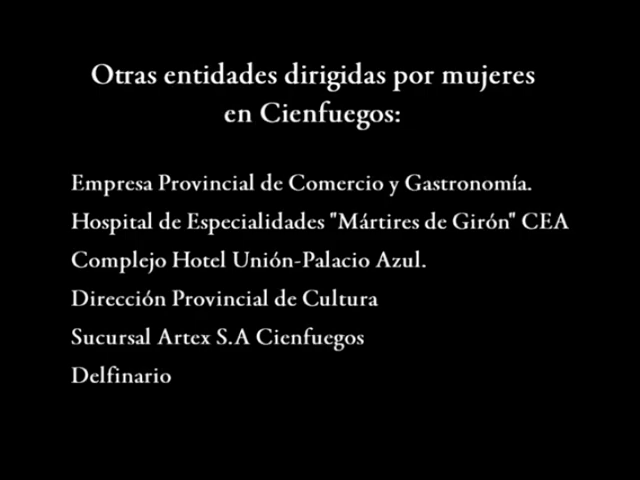 Otras entidades dirigidas por mujeres
en Cienfuegos:
Empresa Provincial de Comercio y Gastronomía.
Hospital de Especialidades "Mártires de Girón" CEA
Complejo Hotel Unión-Palacio Azul.
Dirección Provincial de Cultura
Sucursal Artex S.A Cienfuegos
Delfinario